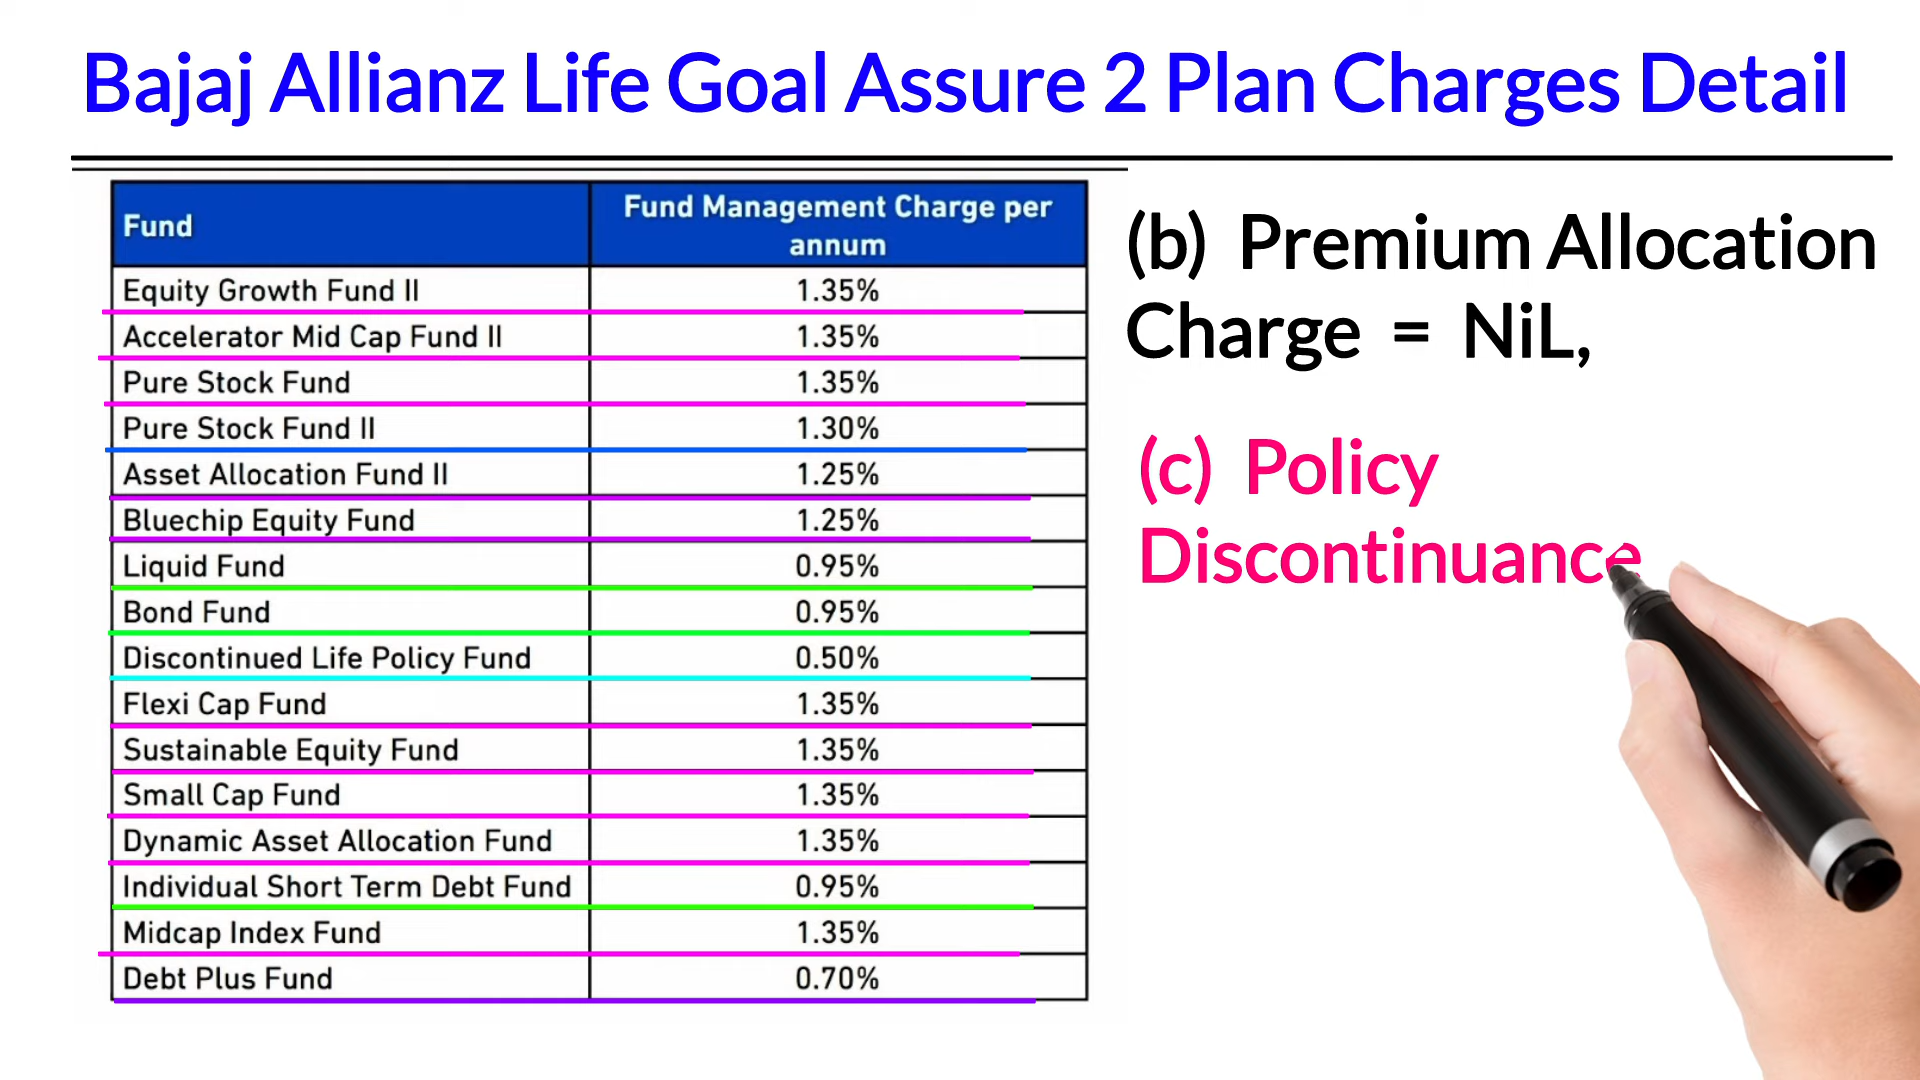 Bajaj Allianz Life Goal Assure 2 Plan Charges Detail
Fund Fund Management Charge per annum
Equity Growth Fund II 1.35%
Accelerator Mid Cap Fund II 1.35%
Pure Stock Fund 1.35%
Pure Stock Fund II 1.30%
Asset Allocation Fund II 1.25%
Bluechip Equity Fund 1.25%
Liquid Fund 0.95%
Bond Fund 0.95%
Discontinued Life Policy Fund 0.50%
Flexi Cap Fund 1.35%
Sustainable Equity Fund 1.35%
Small Cap Fund 1.35%
Dynamic Asset Allocation Fund 1.35%
Individual Short Term Debt Fund 0.95%
Midcap Index Fund 1.35%
Debt Plus Fund 0.70%
(b) Premium Allocation
Charge = NiL,
(c) Policy
Discontinuance